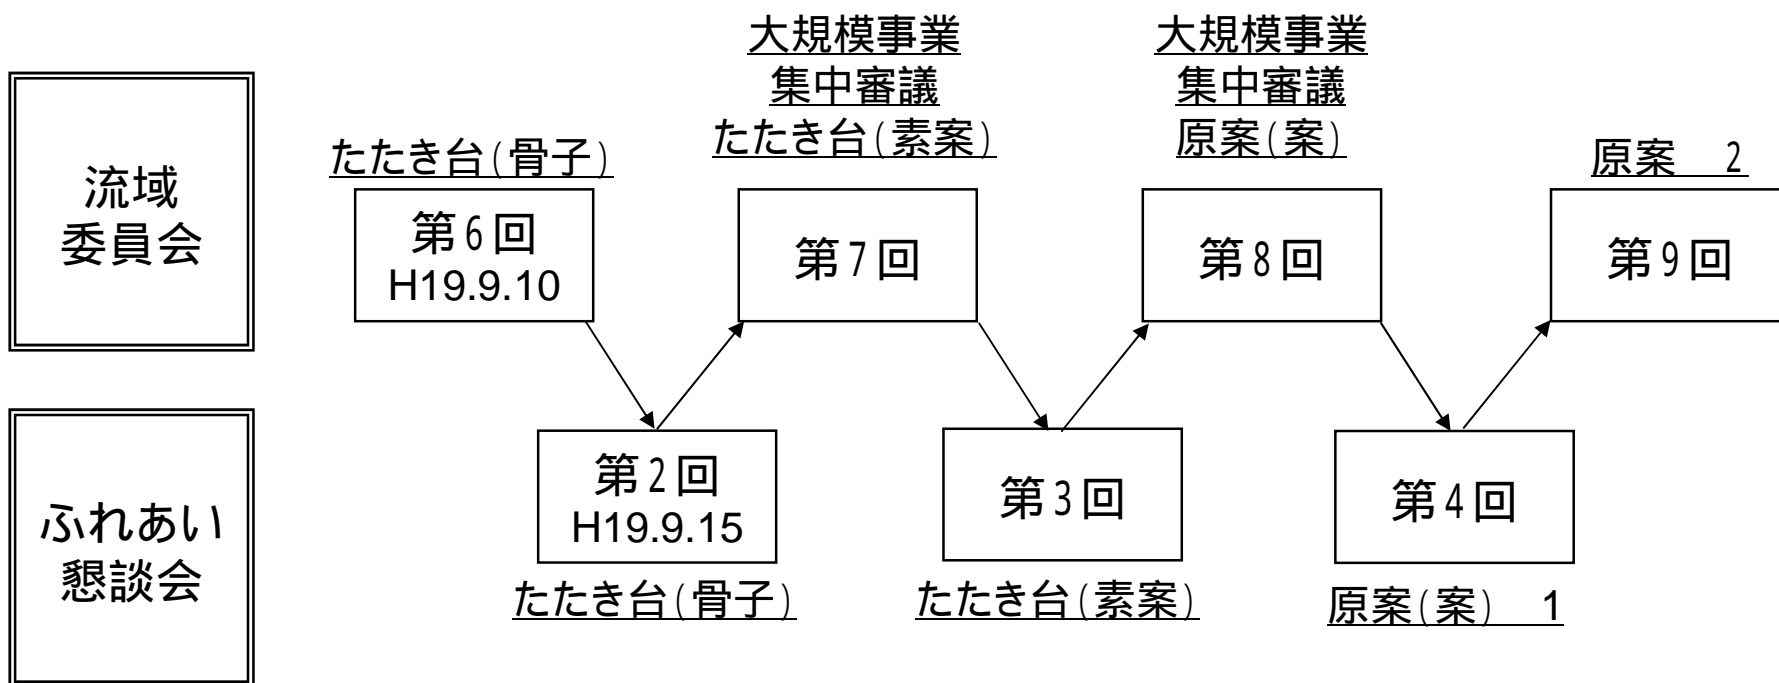 流域
委員会
たたき台(骨子)
第6回
H19.9.10
大規模事業
集中審議
たたき台(素案)
第7回
大規模事業
集中審議
原案(案)
第8回
原案　2
第9回
ふれあい
懇談会
第2回
H19.9.15
たたき台(骨子)
第3回
たたき台(素案)
第4回
原案(案)　1